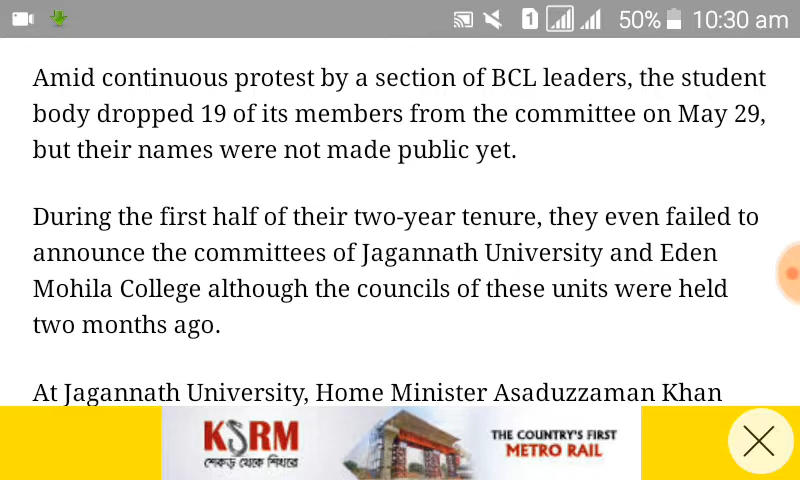 1 50% 10:30 am
Amid continuous protest by a section of BCL leaders, the student
body dropped 19 of its members from the committee on May 29,
but their names were not made public yet.
During the first half of their two-year tenure, they even failed to
announce the committees of Jagannath University and Eden
Mohila College although the councils of these units were held
two months ago.
At Jagannath University, Home Minister Asaduzzaman Khan
KSRM
শেকড় থেকে শিখরে
THE COUNTRY'S FIRST
METRO RAIL